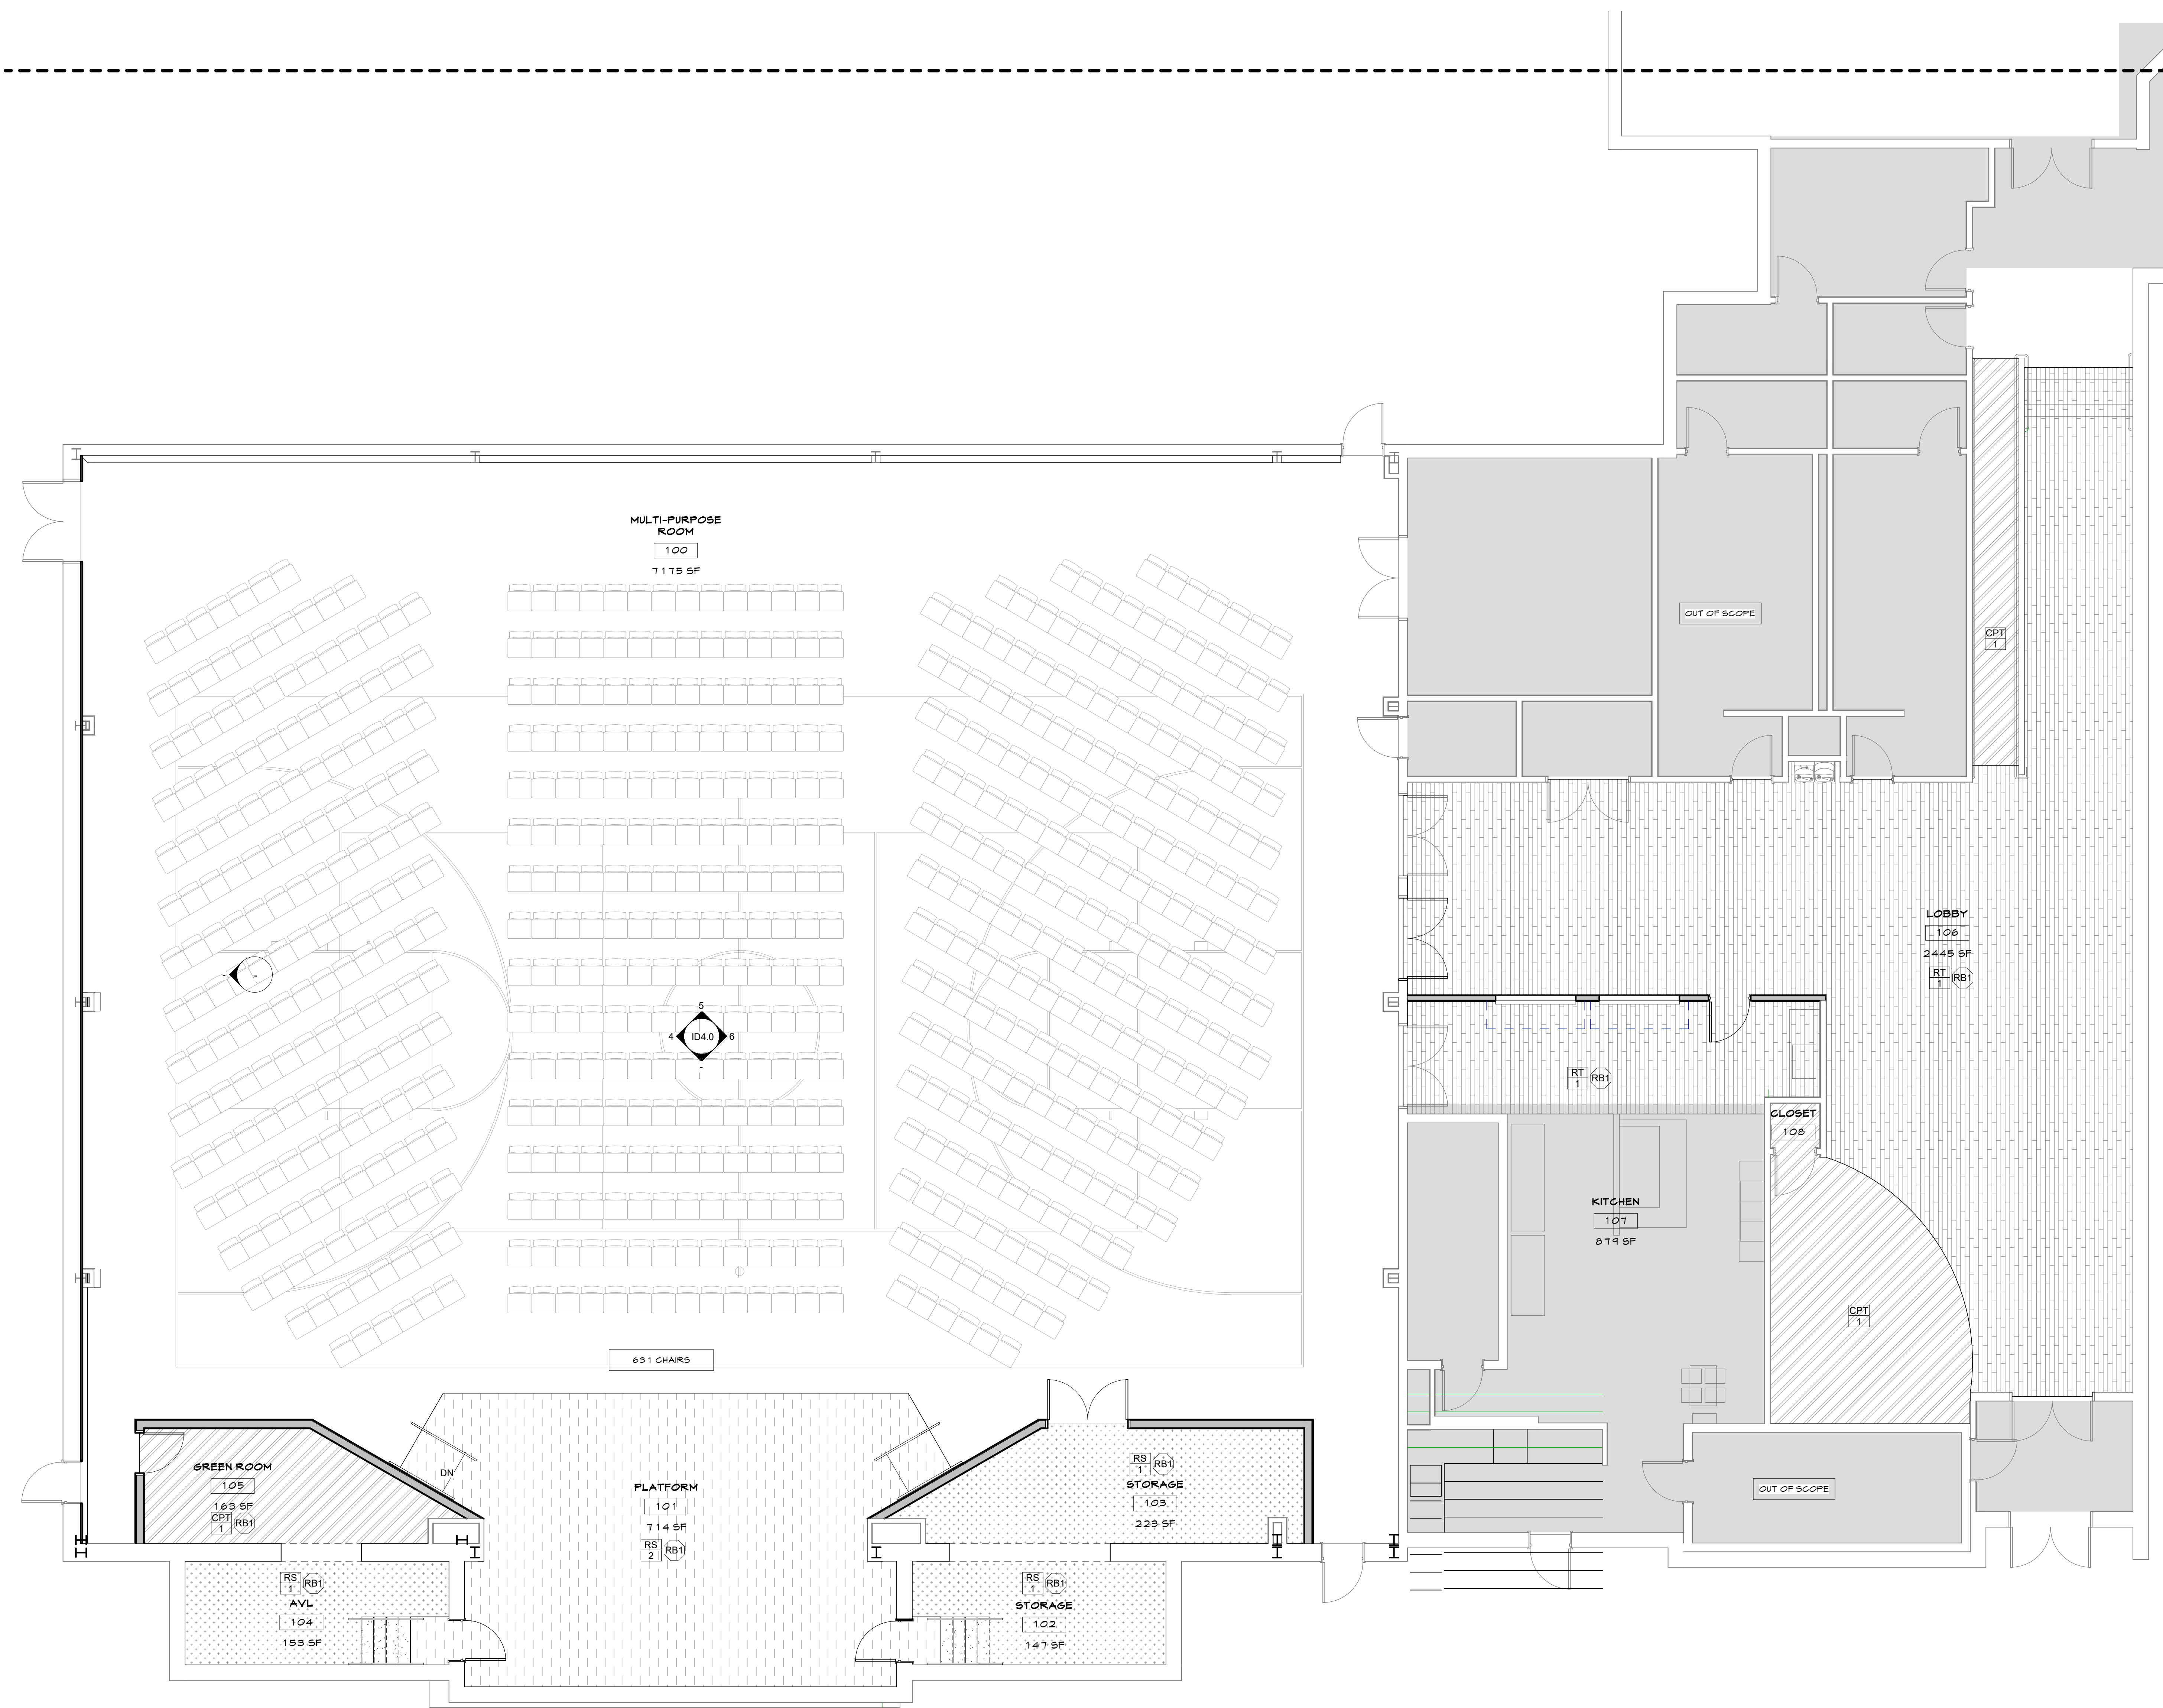 MULTI-PURPOSE
ROOM
100
7175 SF
OUT OF SCOPE
CPT
1
LOBBY
106
2445 SF
RT
1
RB1
-
-
5
4
ID4.0
6
-
RT
1
RB1
CLOSET
108
KITCHEN
107
879 SF
CPT
1
631 CHAIRS
GREEN ROOM
105
163 SF
CPT
1
RB1
DN
PLATFORM
101
714 SF
RS
2
RB1
RS
1
RB1
STORAGE
103
223 SF
OUT OF SCOPE
RS
1
RB1
AVL
104
153 SF
RS
1
RB1
STORAGE
102
147 SF